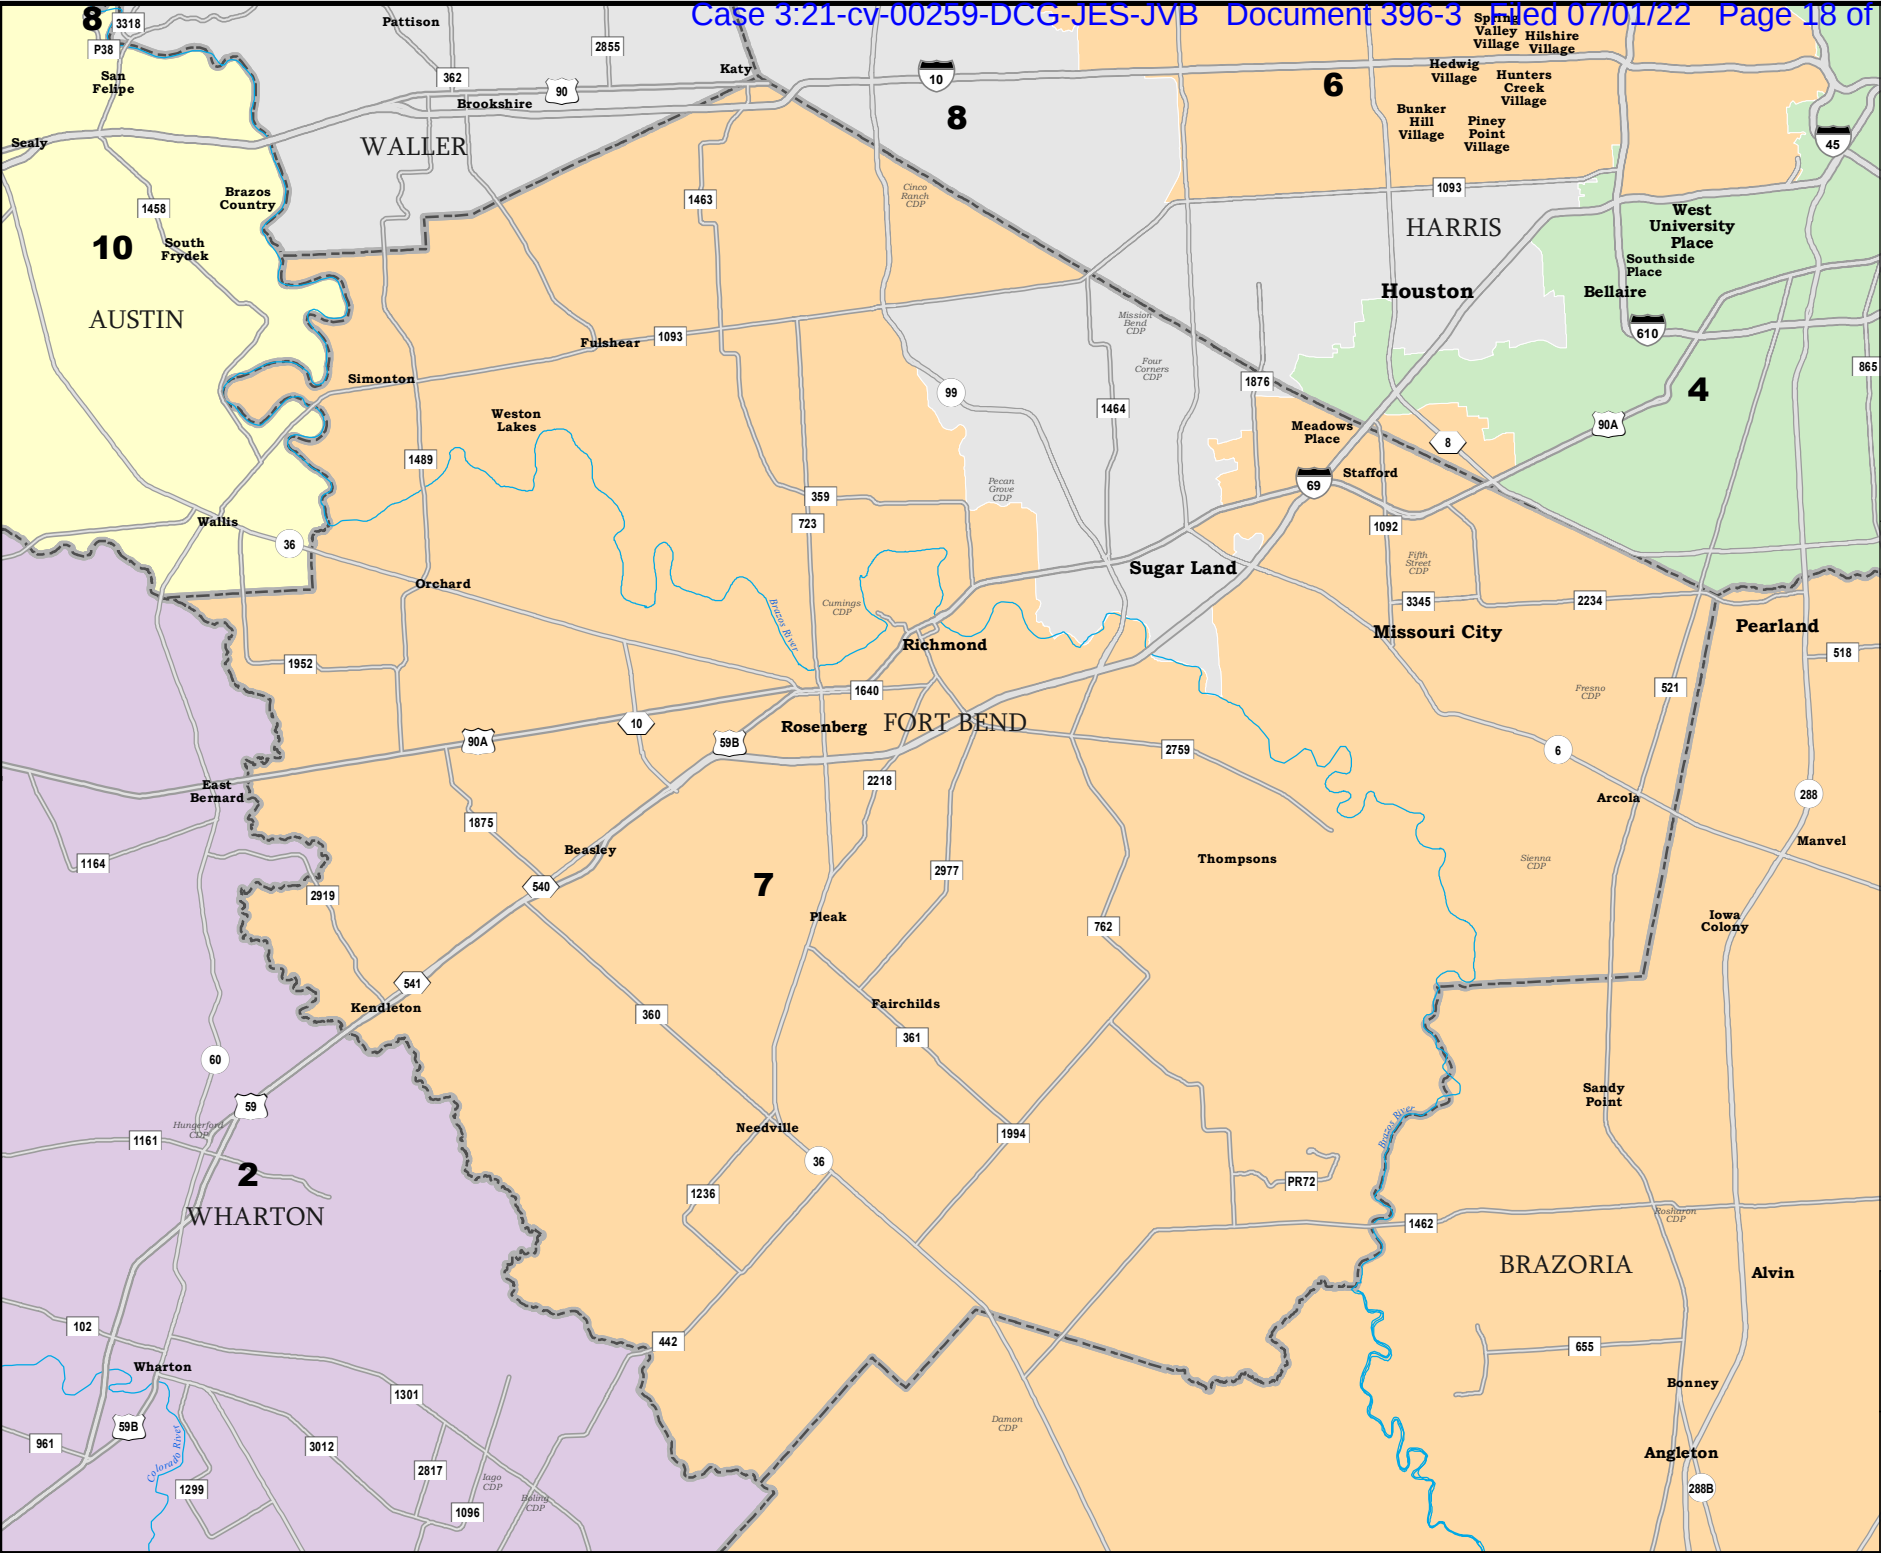 Case 3:21-cv-00259-DCG-JES-JVB Document 396-3 Filed 07/01/22 Page 18 of
8
3318
P38
San
Felipe
Pattison
2855
362
90
Brookshire
Katy
10
8
6
Spring
Valley
Village
Hilshire
Village
Hedwig
Village
Hunters
Creek
Village
Bunker
Hill
Village
Piney
Point
Village
45
Sealy
WALLER
Brazos
Country
1458
South
Frydek
10
AUSTIN
1463
Cinco
Ranch
CDP
1093
HARRIS
West
University
Place
Southside
Place
Bellaire
Houston
610
865
Mission
Bend
CDP
Four
Corners
CDP
1093
Fulshear
Simonton
Weston
Lakes
99
1464
1876
4
90A
8
Meadows
Place
Stafford
69
1489
359
723
Pecan
Grove
CDP
1092
Wallis
36
Orchard
Sugar Land
Fifth
Street
CDP
3345
2234
Missouri City
Pearland
518
Cumings
CDP
Brazos River
Richmond
1952
1640
521
Fresno
CDP
10
Rosenberg
FORT BEND
90A
59B
2759
6
2218
East
Bernard
Arcola
288
1875
Manvel
Beasley
1164
Thompsons
Sienna
CDP
2977
7
540
2919
Pleak
762
Iowa
Colony
541
Kendleton
Fairchilds
360
361
60
Sandy
Point
59
Hungerford
CDP
1161
Needville
1994
Brazos River
2
36
PR72
1236
WHARTON
1462
Rosharon
CDP
BRAZORIA
Alvin
102
442
655
Wharton
1301
Bonney
59B
Damon
CDP
961
3012
Angleton
Colorado River
2817
Iago
CDP
1299
Boling
CDP
288B
1096